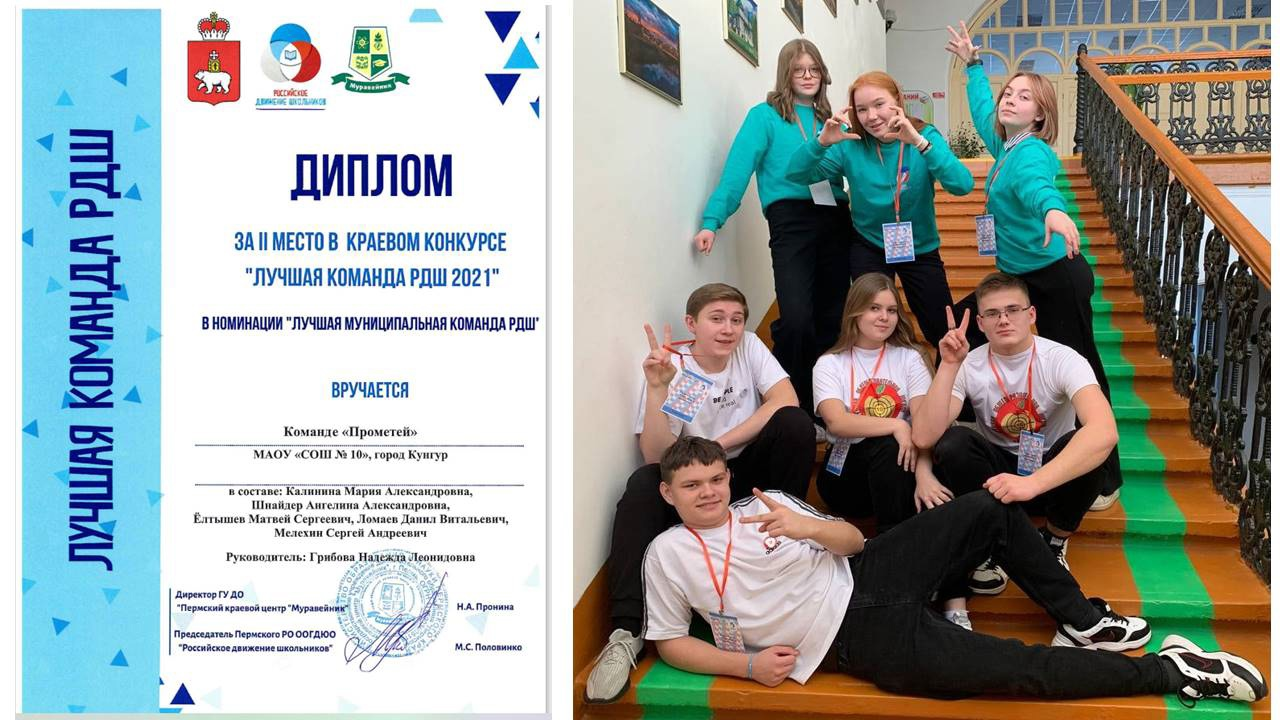 ЛУЧШАЯ КОМАНДА РДШ
РОССИЙСКОЕ
ДВИЖЕНИЕ ШКОЛЬНИКОВ
Муравейник
ДИПЛОМ
ЗА II МЕСТО В КРАЕВОМ КОНКУРСЕ
"ЛУЧШАЯ КОМАНДА РДШ 2021"
В НОМИНАЦИИ "ЛУЧШАЯ МУНИЦИПАЛЬНАЯ КОМАНДА РДШ"
ВРУЧАЕТСЯ
Команде «Прометей»
МАОУ «СОШ № 10», город Кунгур
в составе: Калинина Мария Александровна,
Шнайдер Ангелина Александровна,
Ёлтышев Матвей Сергеевич, Ломаев Данил Витальевич,
Мелехин Сергей Андреевич
Руководитель: Грибова Надежда Леонидовна
Директор ГУ ДО
"Пермский краевой центр "Муравейник"
Н.А. Пронина
Председатель Пермского РО ООГДЮО
"Российское движение школьников"
М.С. Половинко